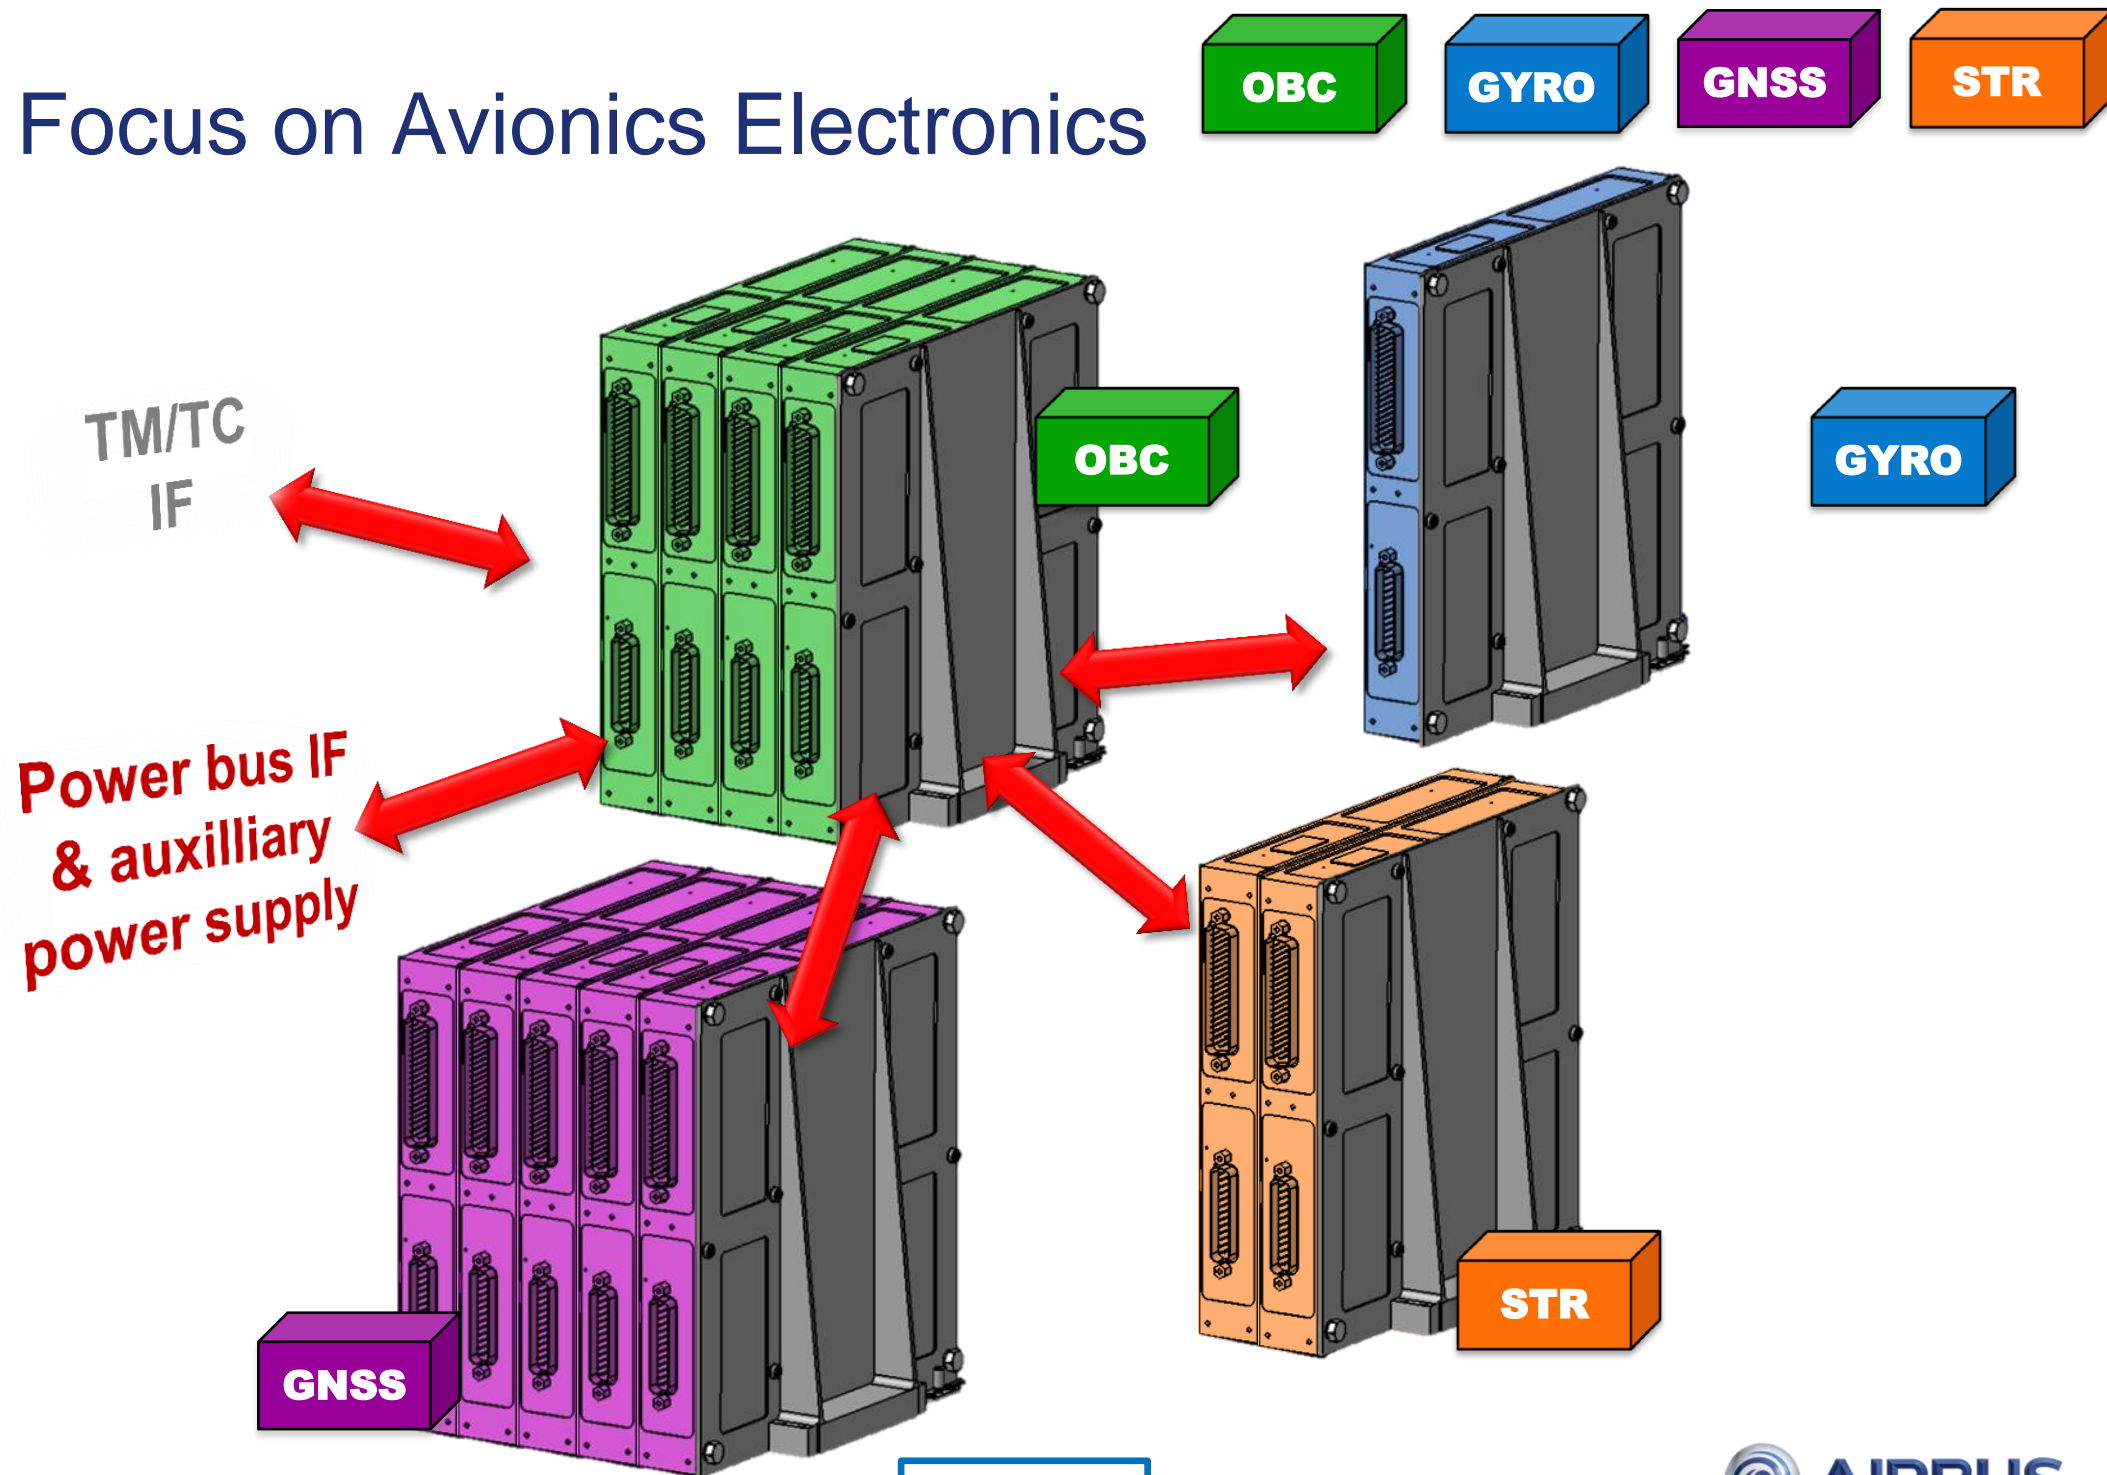 OBC
GYRO
GNSS
STR
Focus on Avionics Electronics
TM/TC
IF
OBC
GYRO
Power bus IF
& auxilliary
power supply
STR
GNSS
AIRBUS